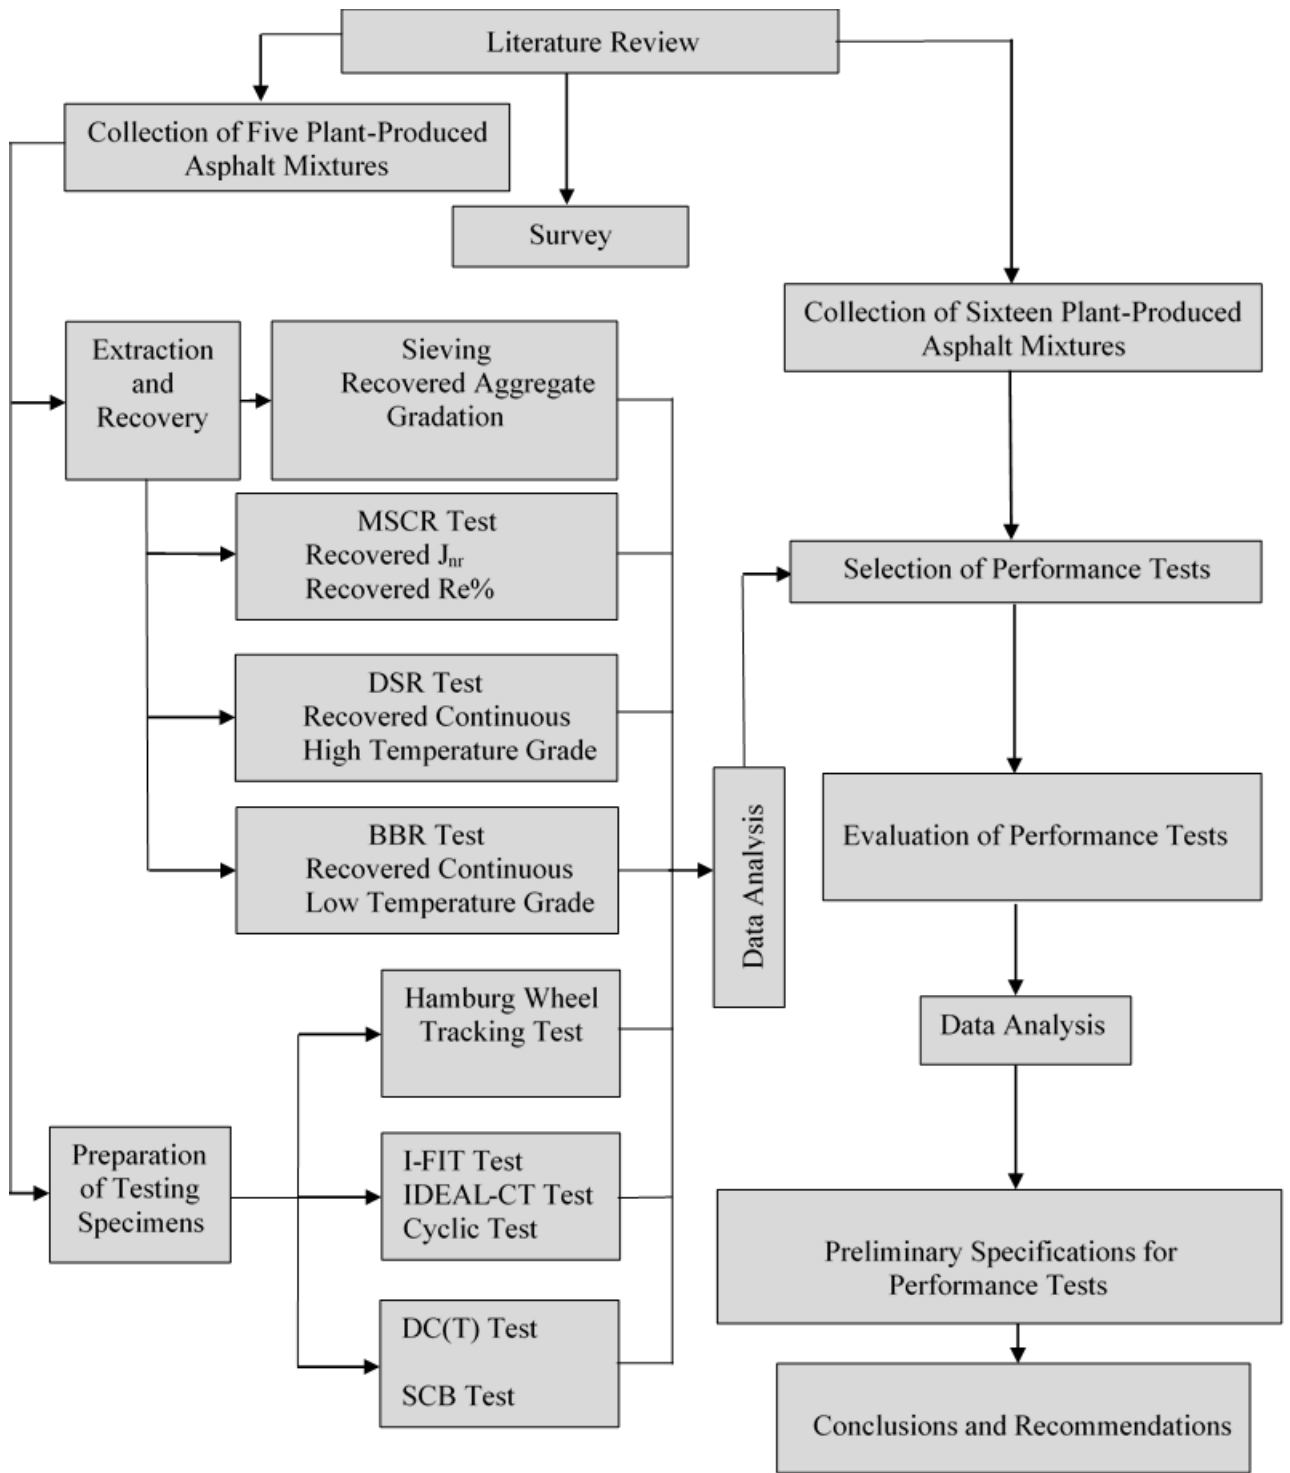 Literature Review
Collection of Five Plant-Produced
Asphalt Mixtures
Survey
Collection of Sixteen Plant-Produced
Asphalt Mixtures
Extraction
and
Recovery
Sieving
Recovered Aggregate
Gradation
MSCR Test
Recovered Jnr
Recovered Re%
Selection of Performance Tests
DSR Test
Recovered Continuous
High Temperature Grade
BBR Test
Recovered Continuous
Low Temperature Grade
Data Analysis
Evaluation of Performance Tests
Hamburg Wheel
Tracking Test
Data Analysis
Preparation
of Testing
Specimens
I-FIT Test
IDEAL-CT Test
Cyclic Test
Preliminary Specifications for
Performance Tests
DC(T) Test
SCB Test
Conclusions and Recommendations